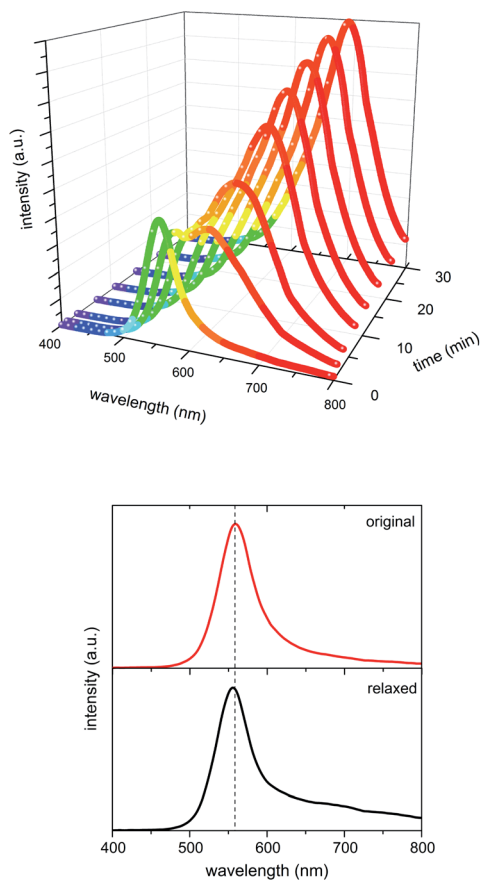 intensity (a.u.)
400
500
600
700
800
wavelength (nm)
0
10
20
30
time (min)
original
relaxed
intensity (a.u.)
400
500
600
700
800
wavelength (nm)